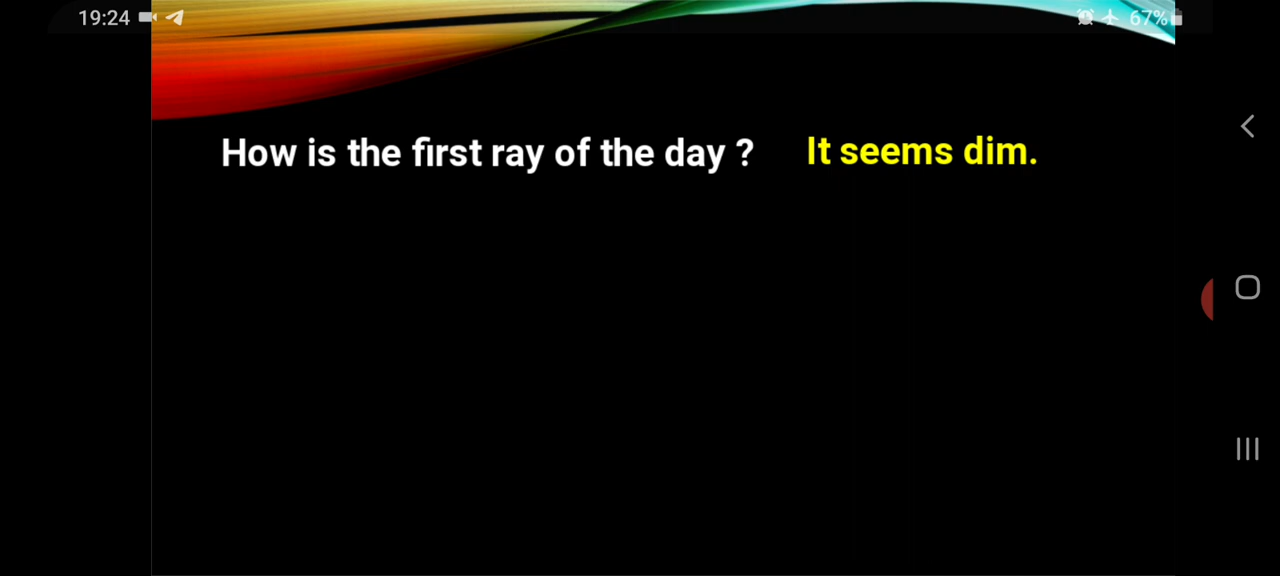 19:24 67%
How is the first ray of the day ? It seems dim.